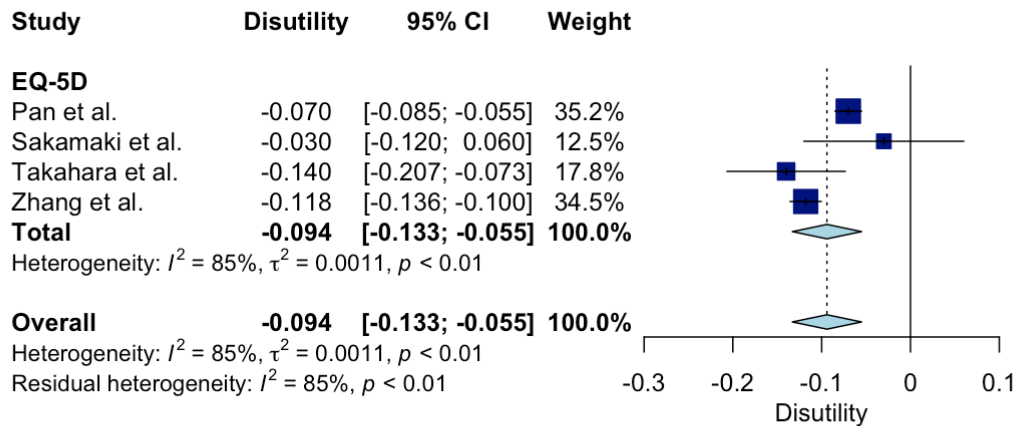 Study Disutility 95% CI Weight
EQ-5D
Pan et al. -0.070 [-0.085; -0.055] 35.2%
Sakamaki et al. -0.030 [-0.120; 0.060] 12.5%
Takahara et al. -0.140 [-0.207; -0.073] 17.8%
Zhang et al. -0.118 [-0.136; -0.100] 34.5%
Total -0.094 [-0.133; -0.055] 100.0%
Heterogeneity: I² = 85%, τ² = 0.0011, p < 0.01
Overall -0.094 [-0.133; -0.055] 100.0%
Heterogeneity: I² = 85%, τ² = 0.0011, p < 0.01
Residual heterogeneity: I² = 85%, p < 0.01
-0.3 -0.2 -0.1 0 0.1
Disutility